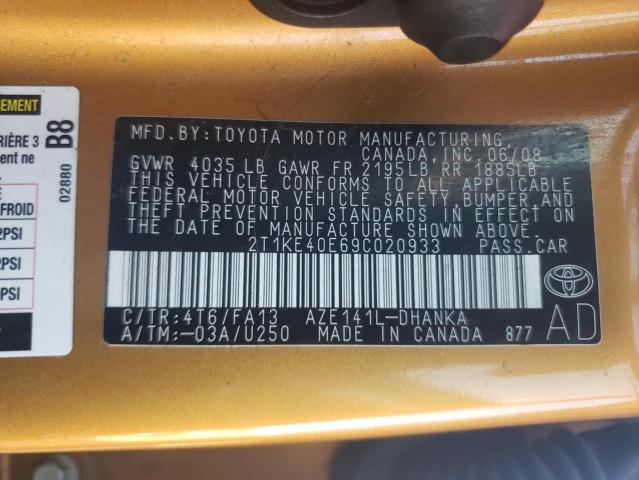 GEMENT
RIÈRE 3
ent ne
E
FROID
2PSI
2PSI
PSI
B8
02880
MFD. BY: TOYOTA MOTOR MANUFACTURING,
CANADA, INC. 06/08
GVWR 4035 LB GAWR FR 2195LB RR 1885LB
THIS VEHICLE CONFORMS TO ALL APPLICABLE
FEDERAL MOTOR VEHICLE SAFETY BUMPER AND
THEFT PREVENTION STANDARDS IN EFFECT ON
THE DATE OF MANUFACTURE SHOWN ABOVE.
2T1KE40E69C020933 PASS.CAR
C/TR:4T6/FA13 AZE141L-DHANKA
A/TM:-03A/U250 MADE IN CANADA 877
AD